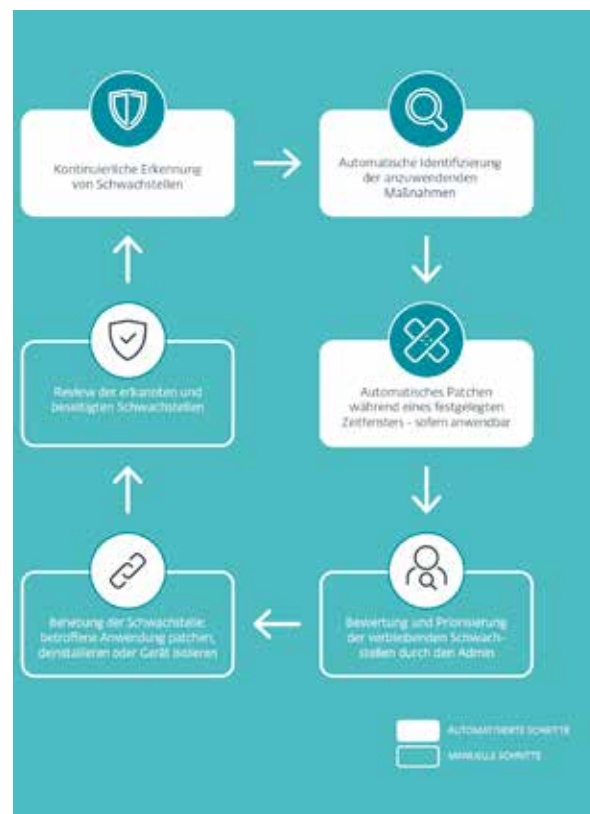 Kontinuierliche Erkennung
von Schwachstellen
Automatische Identifizierung
der anzuwendenden
Maßnahmen
Automatisches Patchen
während eines festgelegten
Zeitfensters – sofern anwendbar
Bewertung und Priorisierung
der verbleibenden Schwach-
stellen durch den Admin
Behebung der Schwachstelle:
betroffene Anwendung patchen,
deinstallieren oder Gerät isolieren
Review der erkannten und
beseitigten Schwachstellen
AUTOMATISIERTE SCHRITTE
MANUELLE SCHRITTE